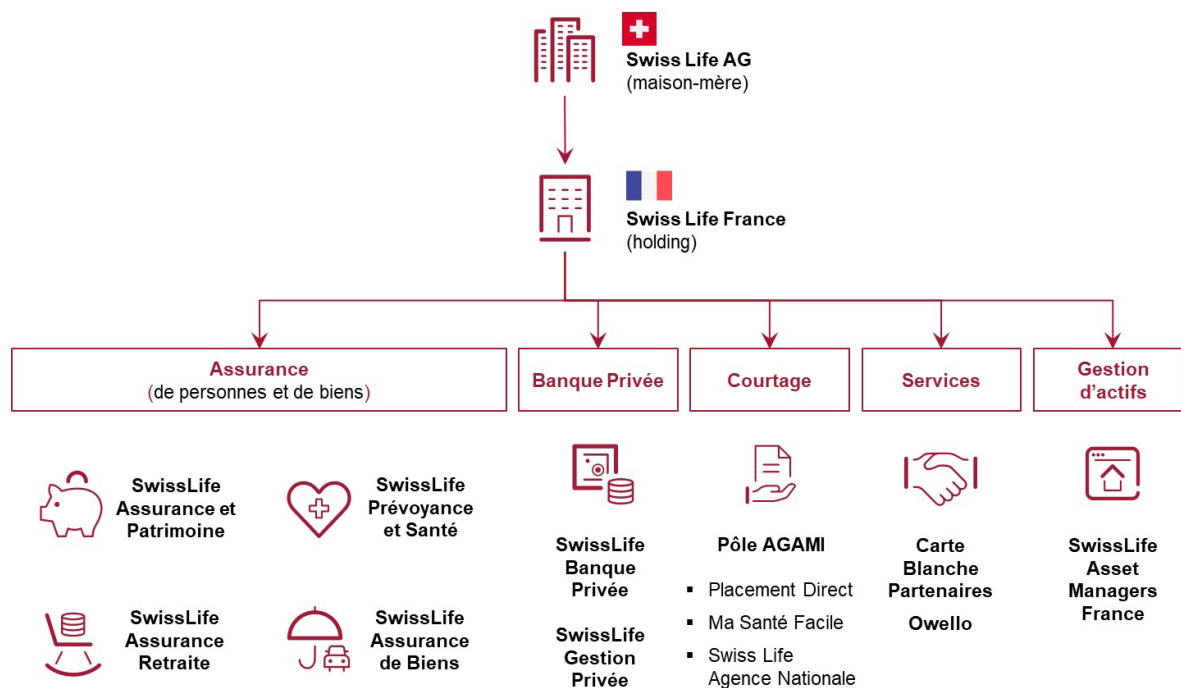 Swiss Life AG
(maison-mère)
Swiss Life France
(holding)
Assurance
(de personnes et de biens)
Banque Privée
Courtage
Services
Gestion
d'actifs
SwissLife
Assurance et
Patrimoine
SwissLife
Prévoyance
et Santé
SwissLife
Assurance
Retraite
SwissLife
Assurance
de Biens
SwissLife
Banque
Privée
SwissLife
Gestion
Privée
Pôle AGAMI
▪ Placement Direct
▪ Ma Santé Facile
▪ Swiss Life
Agence Nationale
Carte
Blanche
Partenaires
Owello
SwissLife
Asset
Managers
France